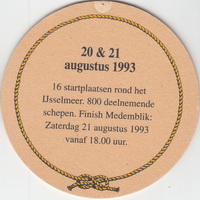 20 & 21
augustus 1993
16 startplaatsen rond het
IJsselmeer. 800 deelnemende
schepen. Finish Medemblik:
Zaterdag 21 augustus 1993
vanaf 18.00 uur.